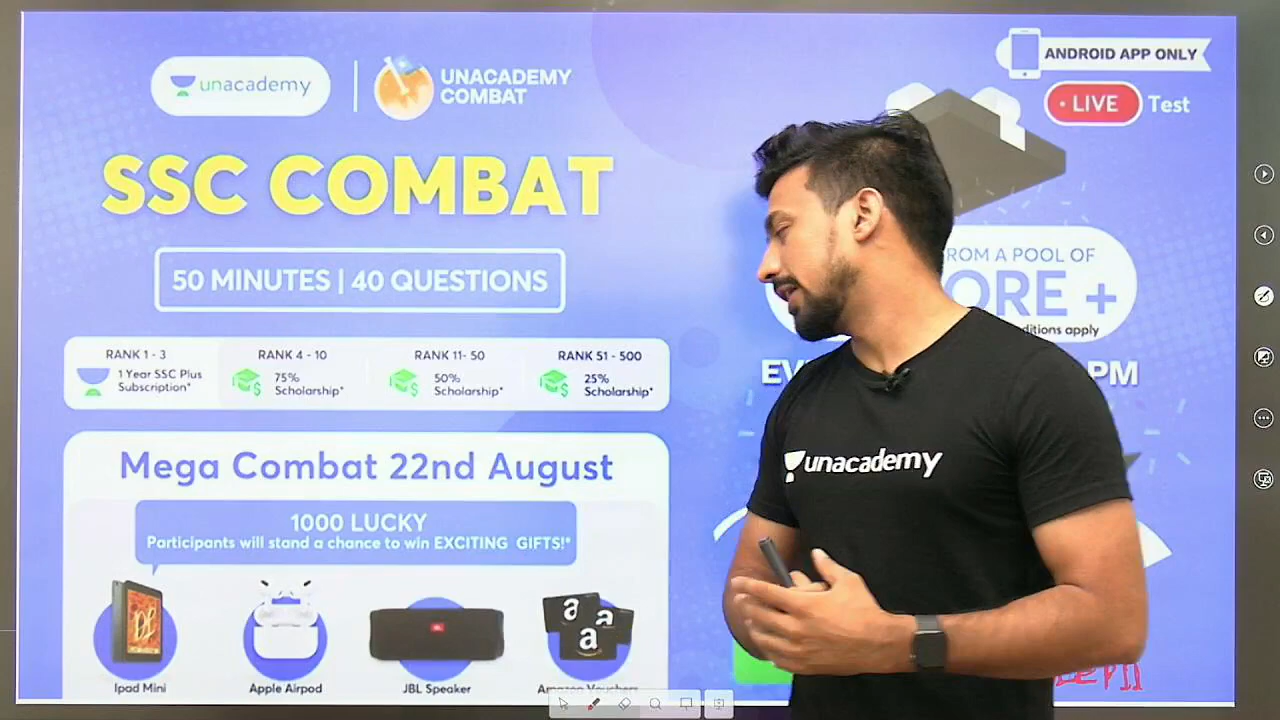 unacademy
UNACADEMY
COMBAT
SSC COMBAT
50 MINUTES | 40 QUESTIONS
RANK 1 - 3
1 Year SSC Plus
Subscription*
RANK 4 - 10
75%
Scholarship*
RANK 11- 50
50%
Scholarship*
RANK 51 - 500
25%
Scholarship*
Mega Combat 22nd August
1000 LUCKY
Participants will stand a chance to win EXCITING GIFTS!*
Ipad Mini
Apple Airpod
JBL
JBL Speaker
a
a
a
Amazon Vouchers
ANDROID APP ONLY
LIVE Test
A POOL OF
+
apply
PM
unacademy